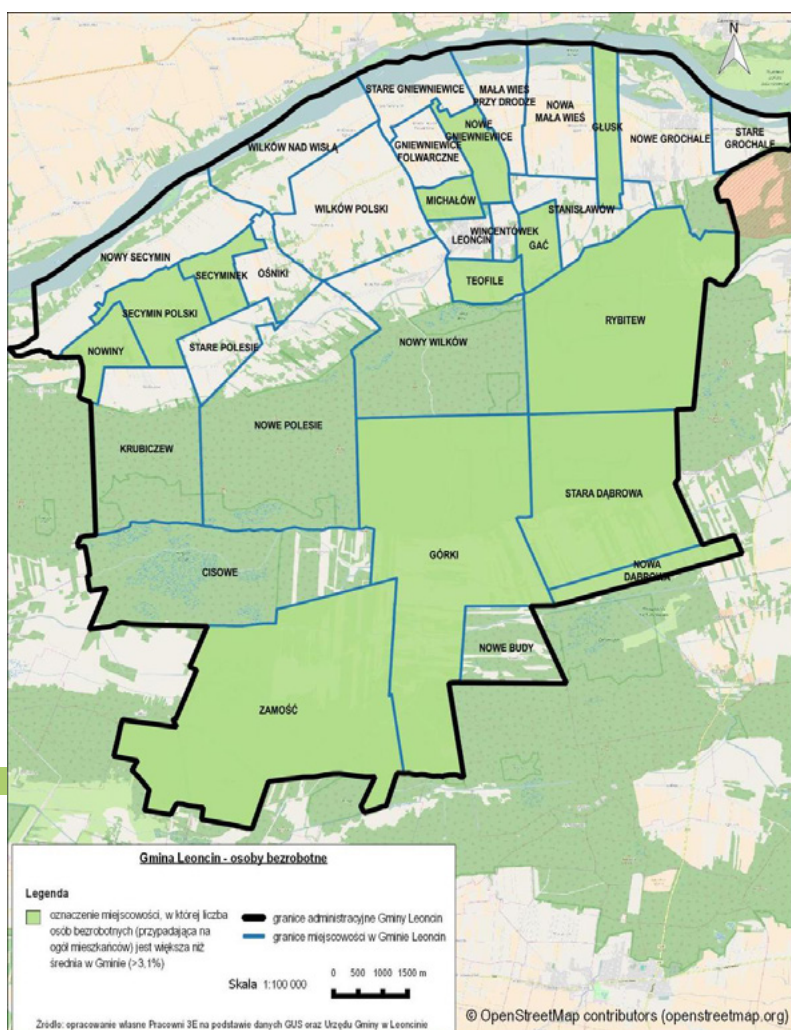 N
STARE GNIEWNIEWICE
MAŁA WIEŚ
PRZY DRODZE
NOWA
MAŁA WIEŚ
GŁUSK
NOWE GROCHALE
STARE
GROCHALE
NOWE
GNIEWNIEWICE
GNIEWNIEWICE
FOLWARCZNE
WILKÓW NAD WISŁĄ
MICHAŁÓW
WILKÓW POLSKI
STANISŁAWÓW
WINCENTÓWEK
LEONCIN
GAĆ
NOWY SECYMIN
SECYMINEK
OŚNIKI
TEOFILE
SECYMIN POLSKI
RYBITEW
NOWINY
STARE POLESIE
NOWY WILKÓW
NOWE POLESIE
KRUBICZEW
STARA DĄBROWA
GÓRKI
CISOWE
NOWA
DĄBROWA
NOWE BUDY
ZAMOŚĆ
Gmina Leoncin - osoby bezrobotne
Legenda
oznaczenie miejscowości, w której liczba
osób bezrobotnych (przypadająca na
ogół mieszkańców) jest większa niż
średnia w Gminie (>3,1%)
granice administracyjne Gminy Leoncin
granice miejscowości w Gminie Leoncin
Skala 1:100 000
0 500 1000 1500 m
Źródło: opracowanie własne Pracowni 3E na podstawie danych GUS oraz Urzędu Gminy w Leoncinie
© OpenStreetMap contributors (openstreetmap.org)